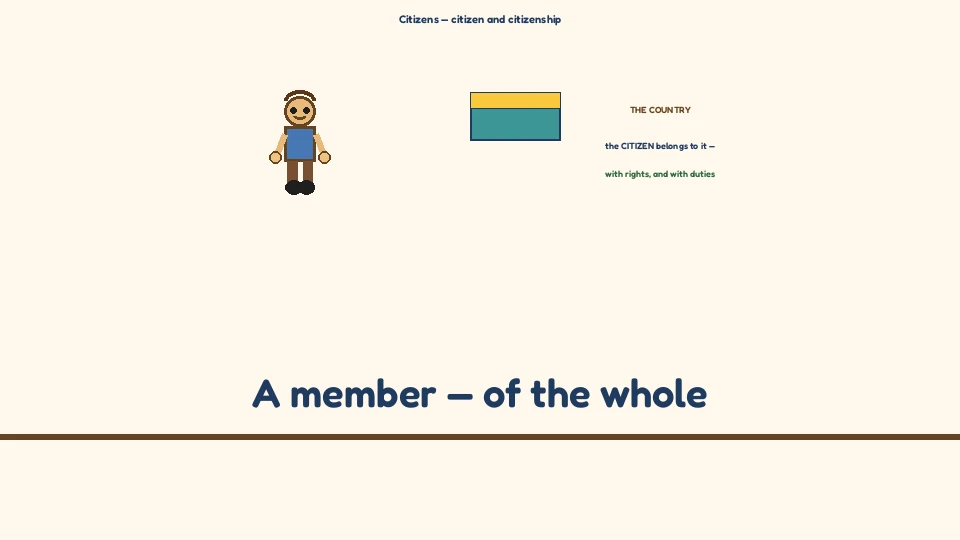 Citizens — citizen and citizenship
THE COUNTRY
the CITIZEN belongs to it —
with rights, and with duties
A member — of the whole